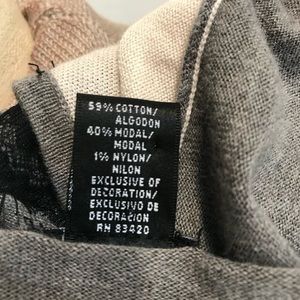 59% COTTON/
ALGODON
40% MODAL/
MODAL
1% NYLON/
NILON
EXCLUSIVE OF
DECORATION/
EXCLUSIVO DE
DECORACION
RN 83420